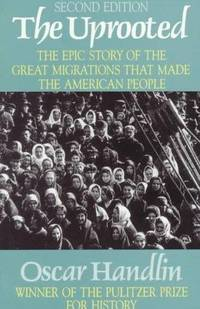 SECOND EDITION
The Uprooted
THE EPIC STORY OF THE
GREAT MIGRATIONS THAT MADE
THE AMERICAN PEOPLE
Oscar Handlin
WINNER OF THE PULITZER PRIZE
FOR HISTORY